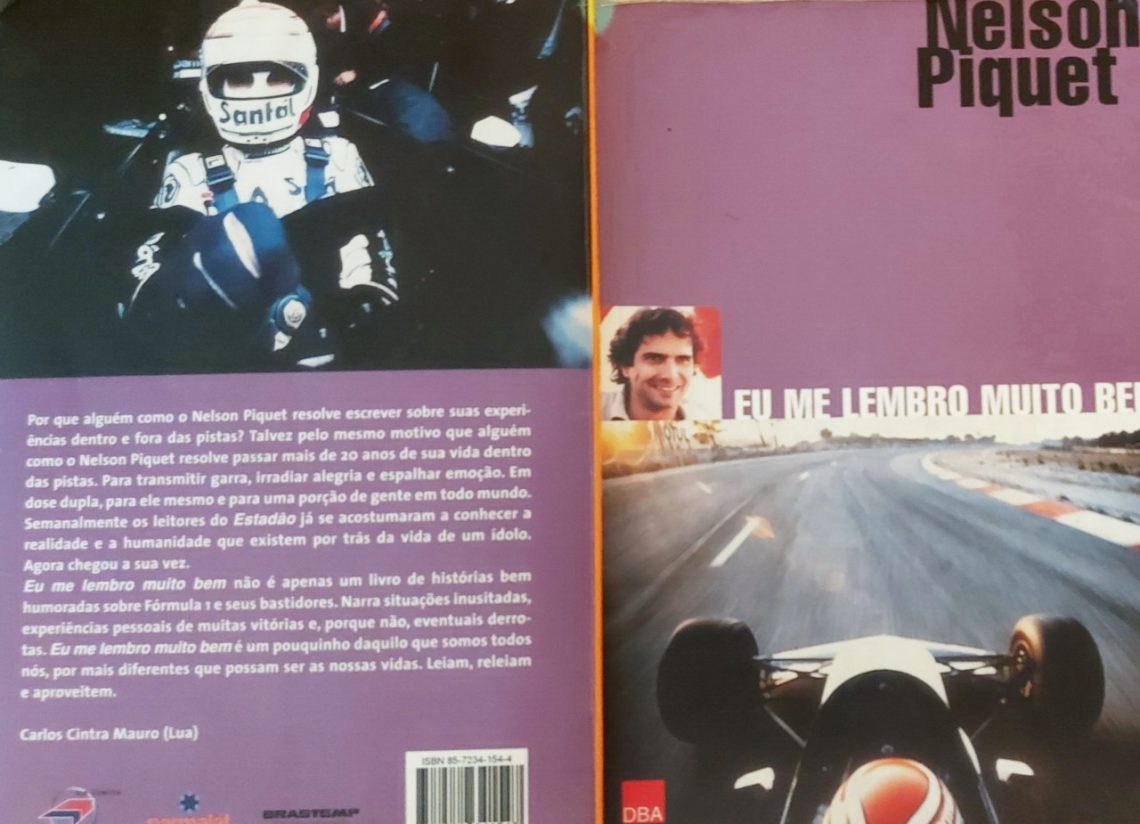 Santál
Por que alguém como o Nelson Piquet resolve escrever sobre suas experi-
ências dentro e fora das pistas? Talvez pelo mesmo motivo que alguém
como o Nelson Piquet resolve passar mais de 20 anos de sua vida dentro
das pistas. Para transmitir garra, irradiar alegria e espalhar emoção. Em
dose dupla, para ele mesmo e para uma porção de gente em todo mundo.
Semanalmente os leitores do Estadão já se acostumaram a conhecer a
realidade e a humanidade que existem por trás da vida de um ídolo.
Agora chegou a sua vez.
Eu me lembro muito bem não é apenas um livro de histórias bem
humoradas sobre Fórmula 1 e seus bastidores. Narra situações inusitadas,
experiências pessoais de muitas vitórias e, porque não, eventuais derro-
tas. Eu me lembro muito bem é um pouquinho daquilo que somos todos
nós, por mais diferentes que possam ser as nossas vidas. Leiam, releiam
e aproveitem.
Carlos Cintra Mauro (Lua)
ISBN 85-7234-154-4
parmalat
BRASTEMP
Nelson
Piquet
EU ME LEMBRO MUITO BE
DBA